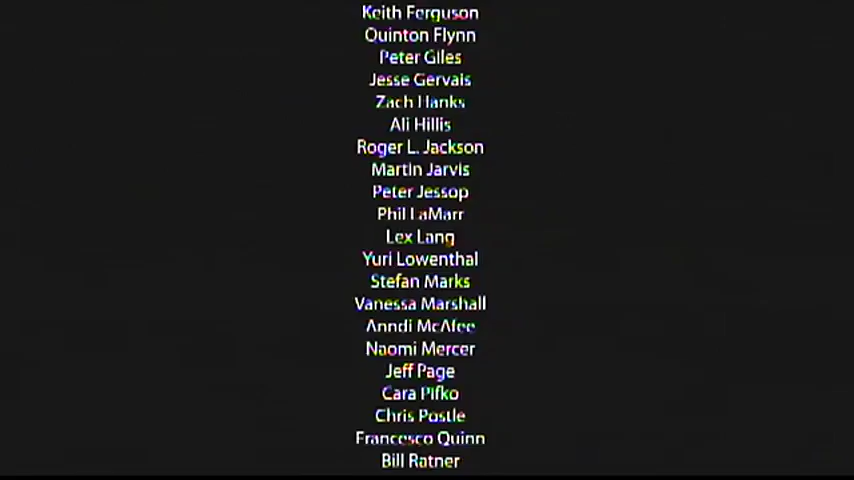 Keith Ferguson
Quinton Flynn
Peter Giles
Jesse Gervais
Zach Hanks
Ali Hillis
Roger L. Jackson
Martin Jarvis
Peter Jessop
Phil LaMarr
Lex Lang
Yuri Lowenthal
Stefan Marks
Vanessa Marshall
Anndi McAfee
Naomi Mercer
Jeff Page
Cara Pifko
Chris Postle
Francesco Quinn
Bill Ratner